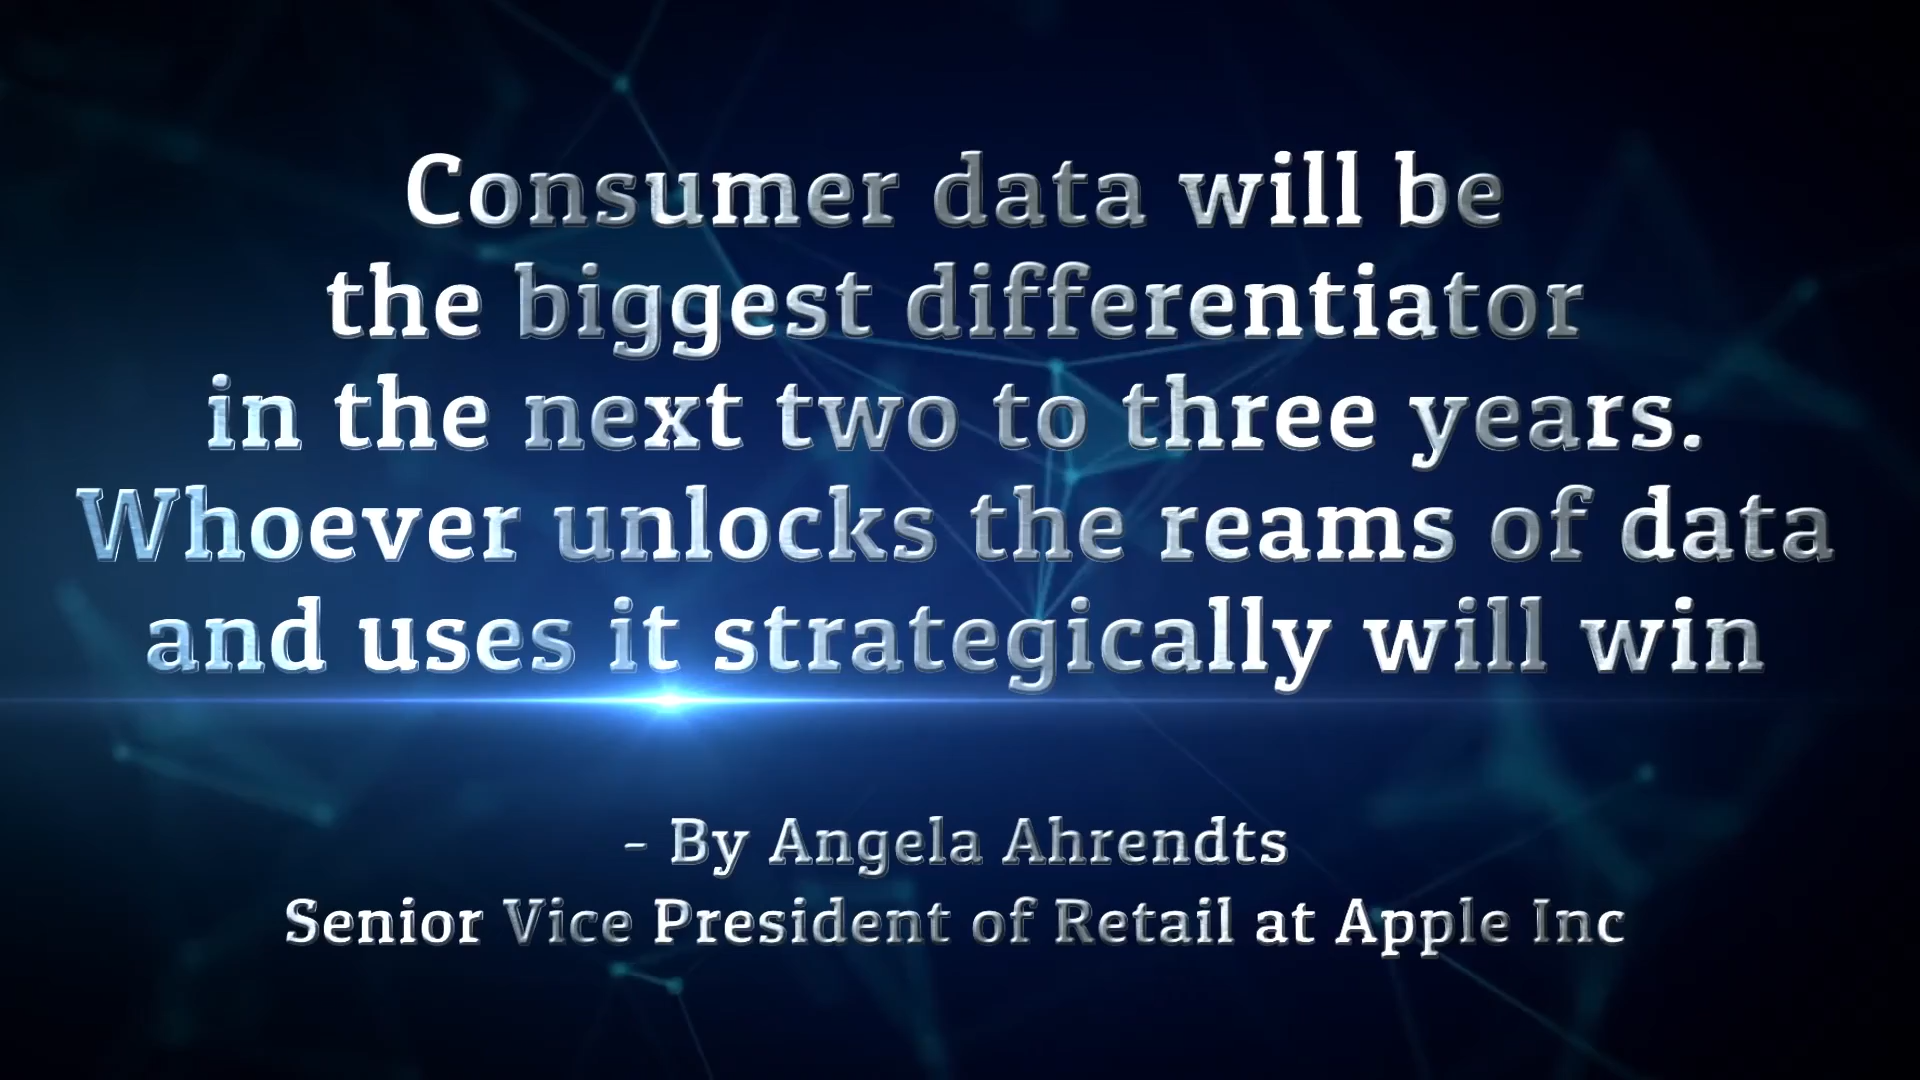 Consumer data will be
the biggest differentiator
in the next two to three years.
Whoever unlocks the reams of data
and uses it strategically will win
- By Angela Ahrendts
Senior Vice President of Retail at Apple Inc